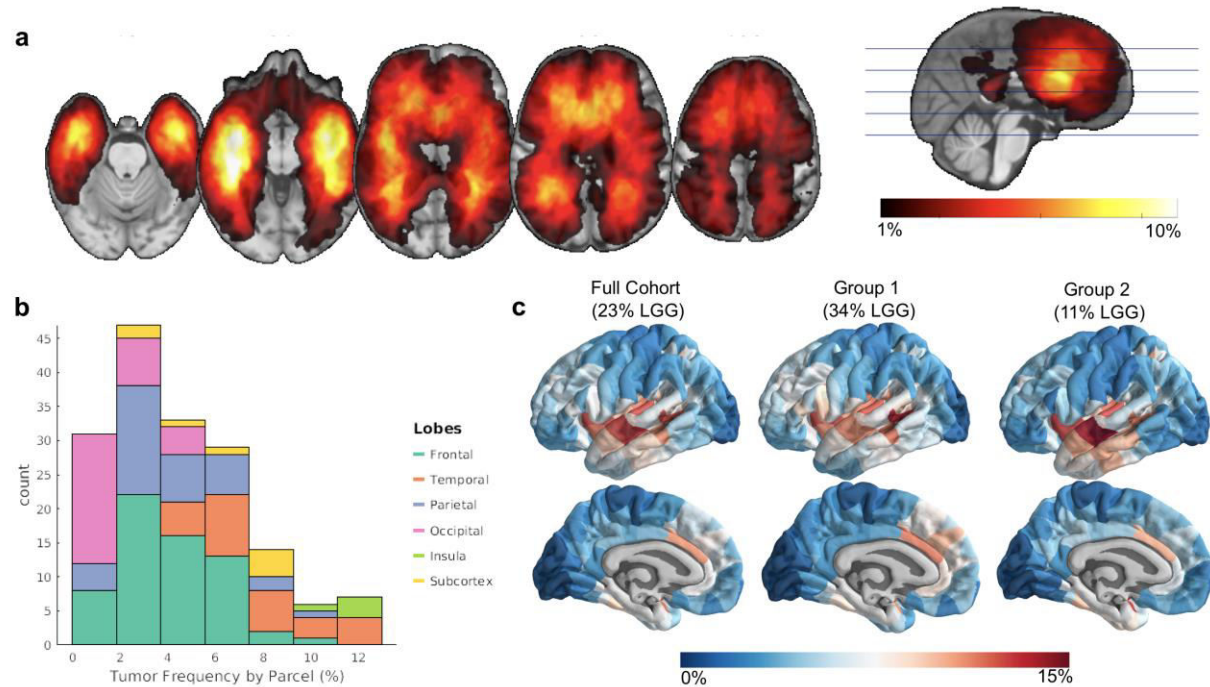 a
1%
10%
b
45
40
35
30
25
20
15
10
5
0
count
0 2 4 6 8 10 12
Tumor Frequency by Parcel (%)
Lobes
Frontal
Temporal
Parietal
Occipital
Insula
Subcortex
c
Full Cohort
(23% LGG)
Group 1
(34% LGG)
Group 2
(11% LGG)
0%
15%